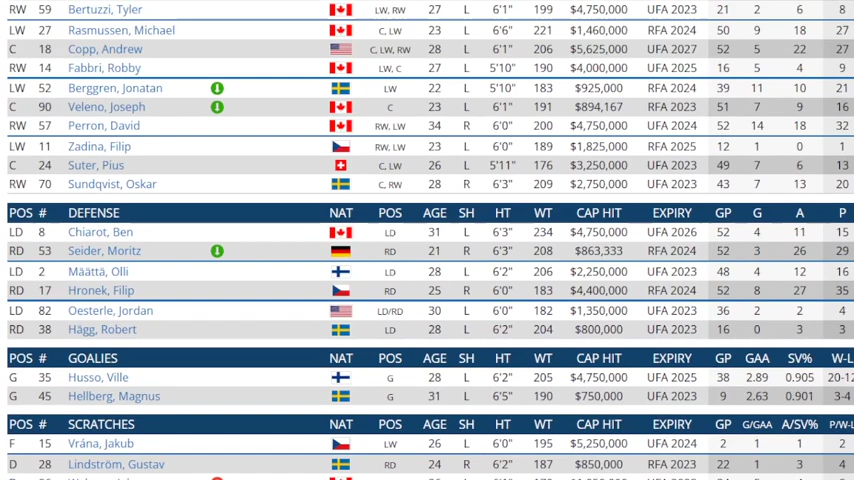 RW 59 Bertuzzi, Tyler LW, RW 27 L 6'1" 199 $4,750,000 UFA 2023 21 2 6 8
LW 27 Rasmussen, Michael C, LW 23 L 6'6" 221 $1,460,000 RFA 2024 50 9 18 27
C 18 Copp, Andrew C, LW, RW 28 L 6'1" 206 $5,625,000 UFA 2027 52 5 22 27
RW 14 Fabbri, Robby LW, C 27 L 5'10" 190 $4,000,000 UFA 2025 16 5 4 9
LW 52 Berggren, Jonatan LW 22 L 5'10" 183 $925,000 RFA 2024 39 11 10 21
C 90 Veleno, Joseph C 23 L 6'1" 191 $894,167 RFA 2023 51 7 9 16
RW 57 Perron, David RW, LW 34 R 6'0" 200 $4,750,000 UFA 2024 52 14 18 32
LW 11 Zadina, Filip RW, LW 23 L 6'0" 189 $1,825,000 RFA 2025 12 1 0 1
C 24 Suter, Pius C, LW 26 L 5'11" 176 $3,250,000 UFA 2023 49 7 6 13
RW 70 Sundqvist, Oskar C, RW 28 R 6'3" 209 $2,750,000 UFA 2023 43 7 13 20
POS # DEFENSE NAT POS AGE SH HT WT CAP HIT EXPIRY GP G A P
LD 8 Chiarot, Ben LD 31 L 6'3" 234 $4,750,000 UFA 2026 52 4 11 15
RD 53 Seider, Moritz RD 21 R 6'3" 208 $863,333 RFA 2024 52 3 26 29
LD 2 Määttä, Olli LD 28 L 6'2" 206 $2,250,000 UFA 2023 48 4 12 16
RD 17 Hronek, Filip RD 25 R 6'0" 183 $4,400,000 RFA 2024 52 8 27 35
LD 82 Oesterle, Jordan LD/RD 30 L 6'0" 182 $1,350,000 UFA 2023 36 2 2 4
RD 38 Hägg, Robert LD 28 L 6'2" 204 $800,000 UFA 2023 16 0 3 3
POS # GOALIES NAT POS AGE SH HT WT CAP HIT EXPIRY GP GAA SV% W-L
G 35 Husso, Ville G 28 L 6'2" 205 $4,750,000 UFA 2025 38 2.89 0.905 20-12
G 45 Hellberg, Magnus G 31 L 6'5" 190 $750,000 UFA 2023 9 2.63 0.901 3-4
POS # SCRATCHES NAT POS AGE SH HT WT CAP HIT EXPIRY GP G/GAA A/SV% P/W-L
F 15 Vrána, Jakub LW 26 L 6'0" 195 $5,250,000 UFA 2024 2 1 1 2
D 28 Lindström, Gustav RD 24 R 6'2" 187 $850,000 RFA 2023 22 1 3 4